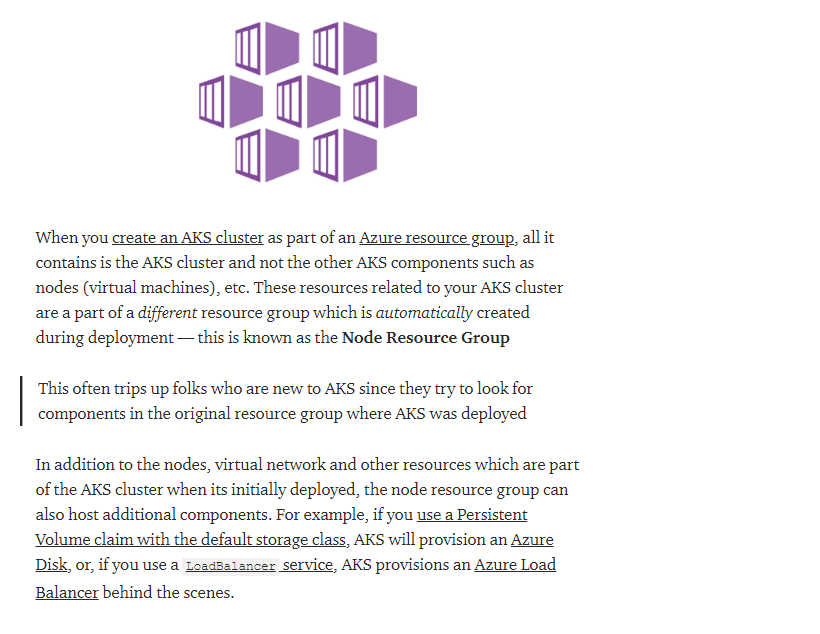 When you create an AKS cluster as part of an Azure resource group, all it
contains is the AKS cluster and not the other AKS components such as
nodes (virtual machines), etc. These resources related to your AKS cluster
are a part of a different resource group which is automatically created
during deployment — this is known as the Node Resource Group
This often trips up folks who are new to AKS since they try to look for
components in the original resource group where AKS was deployed
In addition to the nodes, virtual network and other resources which are part
of the AKS cluster when its initially deployed, the node resource group can
also host additional components. For example, if you use a Persistent
Volume claim with the default storage class, AKS will provision an Azure
Disk, or, if you use a LoadBalancer service, AKS provisions an Azure Load
Balancer behind the scenes.